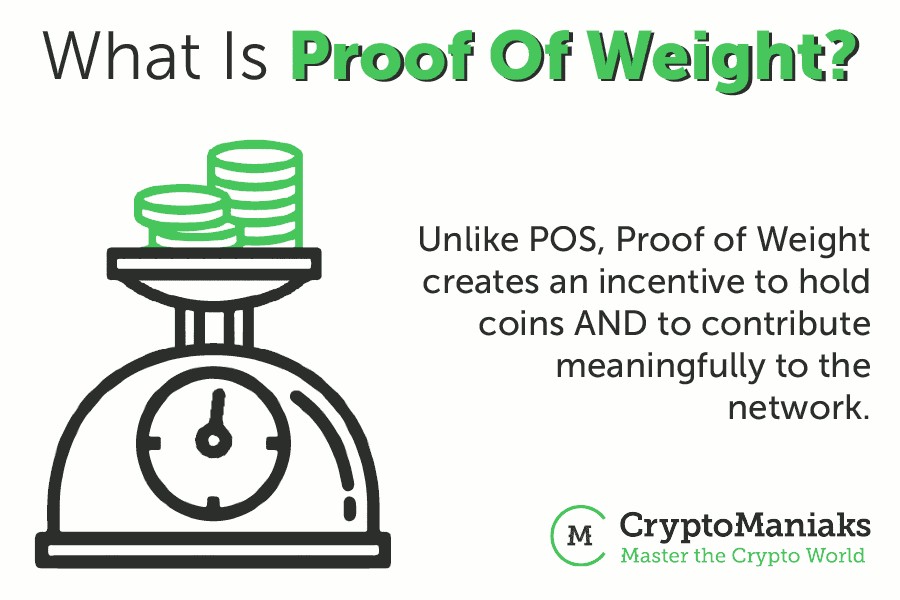 What Is Proof Of Weight?
Unlike POS, Proof of Weight
creates an incentive to hold
coins AND to contribute
meaningfully to the
network.
M
CryptoManiaks
Master the Crypto World